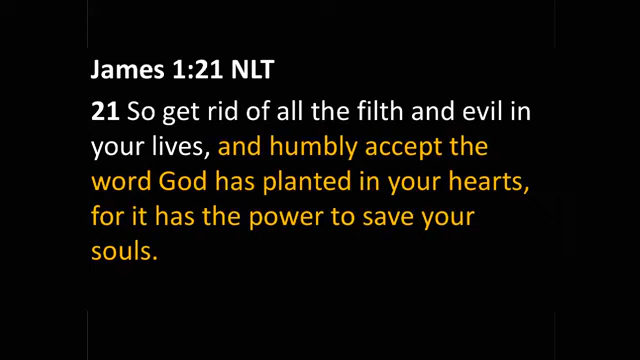 James 1:21 NLT
21 So get rid of all the filth and evil in
your lives, and humbly accept the
word God has planted in your hearts,
for it has the power to save your
souls.